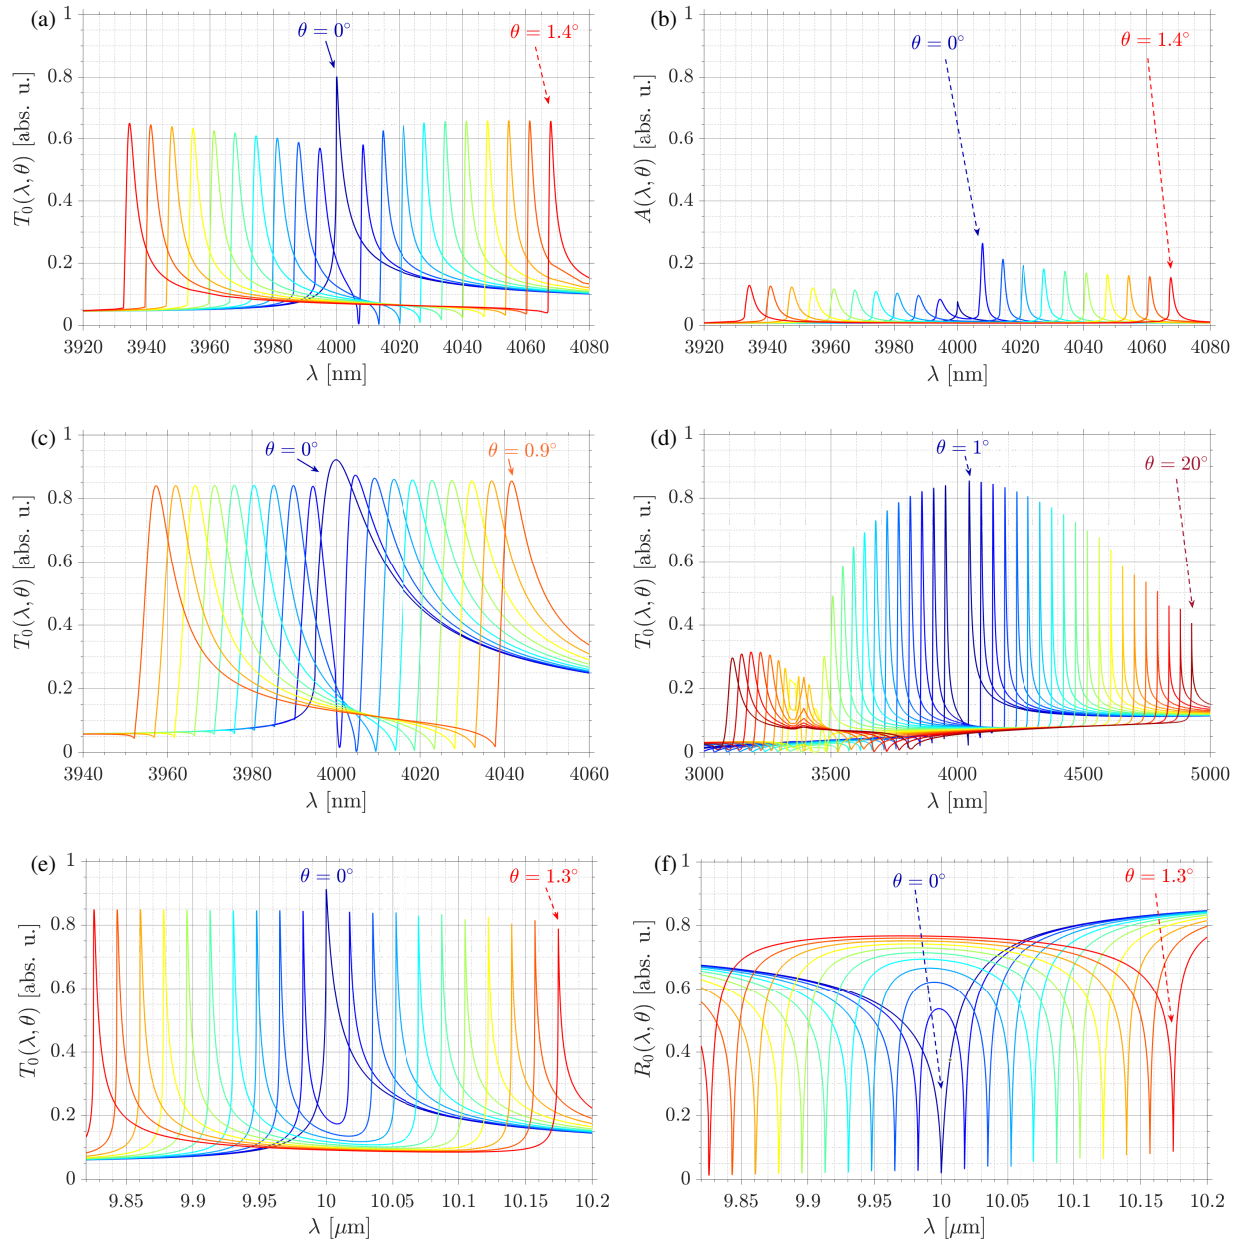 (a)
θ = 0°
θ = 1.4°
T₀(λ, θ) [abs. u.]
1
0.8
0.6
0.4
0.2
0
3920 3940 3960 3980 4000 4020 4040 4060 4080
λ [nm]
(b)
θ = 0°
θ = 1.4°
A(λ, θ) [abs. u.]
1
0.8
0.6
0.4
0.2
0
3920 3940 3960 3980 4000 4020 4040 4060 4080
λ [nm]
(c)
θ = 0°
θ = 0.9°
T₀(λ, θ) [abs. u.]
1
0.8
0.6
0.4
0.2
0
3940 3960 3980 4000 4020 4040 4060
λ [nm]
(d)
θ = 1°
θ = 20°
T₀(λ, θ) [abs. u.]
1
0.8
0.6
0.4
0.2
0
3000 3500 4000 4500 5000
λ [nm]
(e)
θ = 0°
θ = 1.3°
T₀(λ, θ) [abs. u.]
1
0.8
0.6
0.4
0.2
0
9.85 9.9 9.95 10 10.05 10.1 10.15 10.2
λ [μm]
(f)
θ = 0°
θ = 1.3°
R₀(λ, θ) [abs. u.]
1
0.8
0.6
0.4
0.2
0
9.85 9.9 9.95 10 10.05 10.1 10.15 10.2
λ [μm]